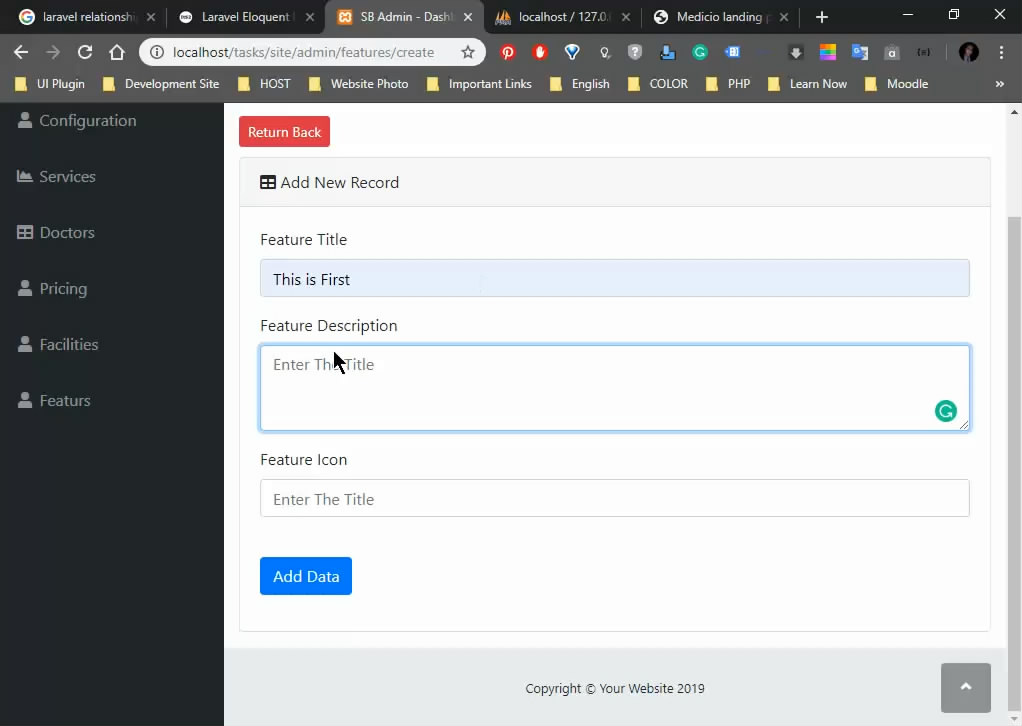 laravel relationshi
Laravel Eloquent
SB Admin - Dashb
localhost / 127.0.
Medicio landing p
localhost/tasks/site/admin/features/create
UI Plugin
Development Site
HOST
Website Photo
Important Links
English
COLOR
PHP
Learn Now
Moodle
»
Configuration
Services
Doctors
Pricing
Facilities
Featurs
Return Back
Add New Record
Feature Title
This is First
Feature Description
Enter The Title
Feature Icon
Enter The Title
Add Data
Copyright © Your Website 2019